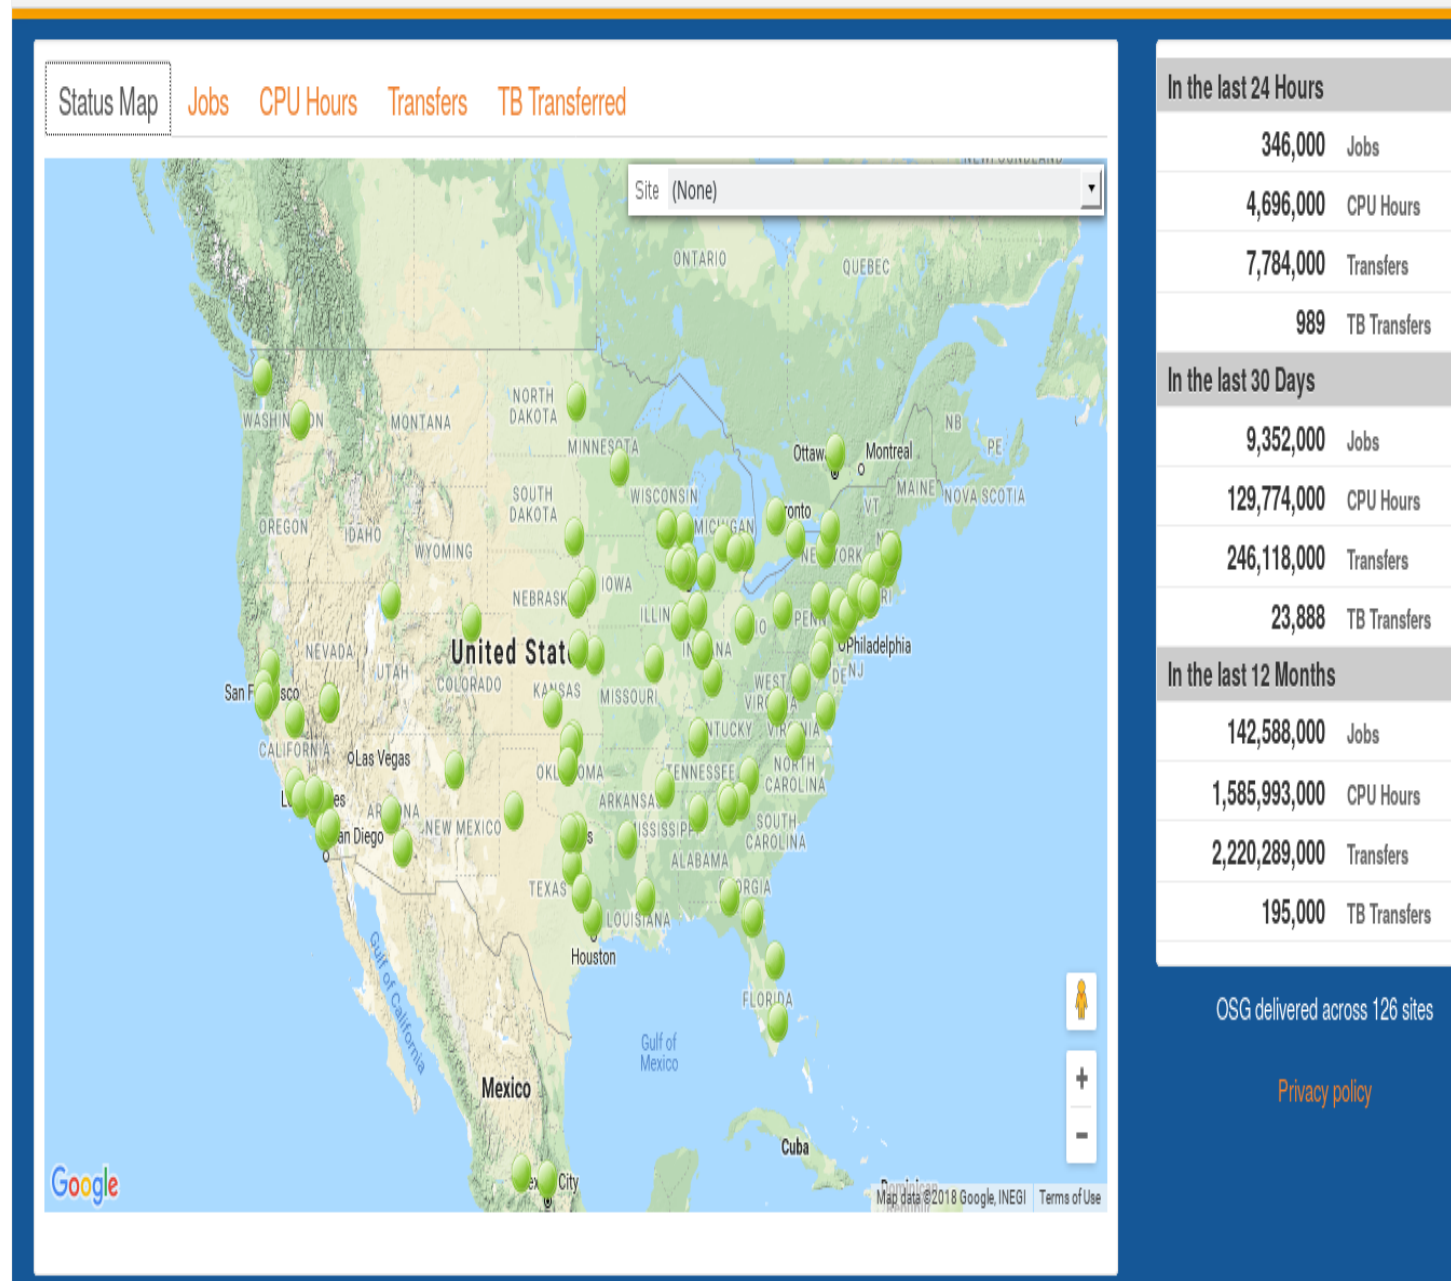 Status Map Jobs CPU Hours Transfers TB Transferred
Site (None)
ONTARIO
QUEBEC
NORTH
DAKOTA
MONTANA
MINNESOTA
NB
PE
Montreal
SOUTH
DAKOTA
WISCONSIN
MAINE
NOVA SCOTIA
VT
OREGON
IDAHO
WYOMING
IOWA
NEVADA
UTAH
United
COLORADO
KANSAS
MISSOURI
Philadelphia
DE
NJ
WEST
CALIFORNIA
Las Vegas
TENNESSEE
NORTH
CAROLINA
NEW MEXICO
SOUTH
CAROLINA
ALABAMA
TEXAS
LOUISIANA
Houston
FLORIDA
Gulf of California
Gulf of
Mexico
Mexico
Cuba
City
Google
+
-
Map data ©2018 Google, INEGI Terms of Use
In the last 24 Hours
346,000 Jobs
4,696,000 CPU Hours
7,784,000 Transfers
989 TB Transfers
In the last 30 Days
9,352,000 Jobs
129,774,000 CPU Hours
246,118,000 Transfers
23,888 TB Transfers
In the last 12 Months
142,588,000 Jobs
1,585,993,000 CPU Hours
2,220,289,000 Transfers
195,000 TB Transfers
OSG delivered across 126 sites
Privacy policy